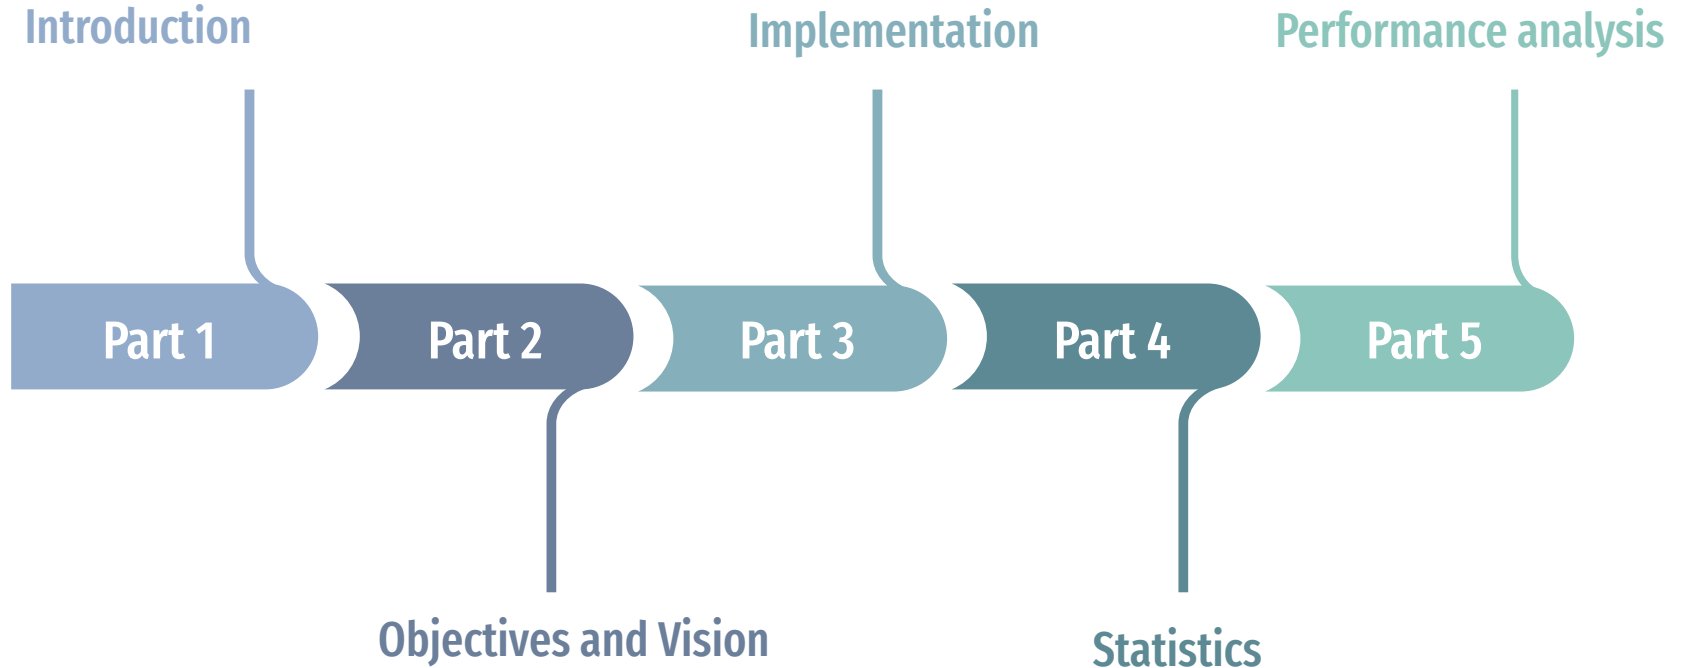 Introduction
Implementation
Performance analysis
Part 1
Part 2
Part 3
Part 4
Part 5
Objectives and Vision
Statistics